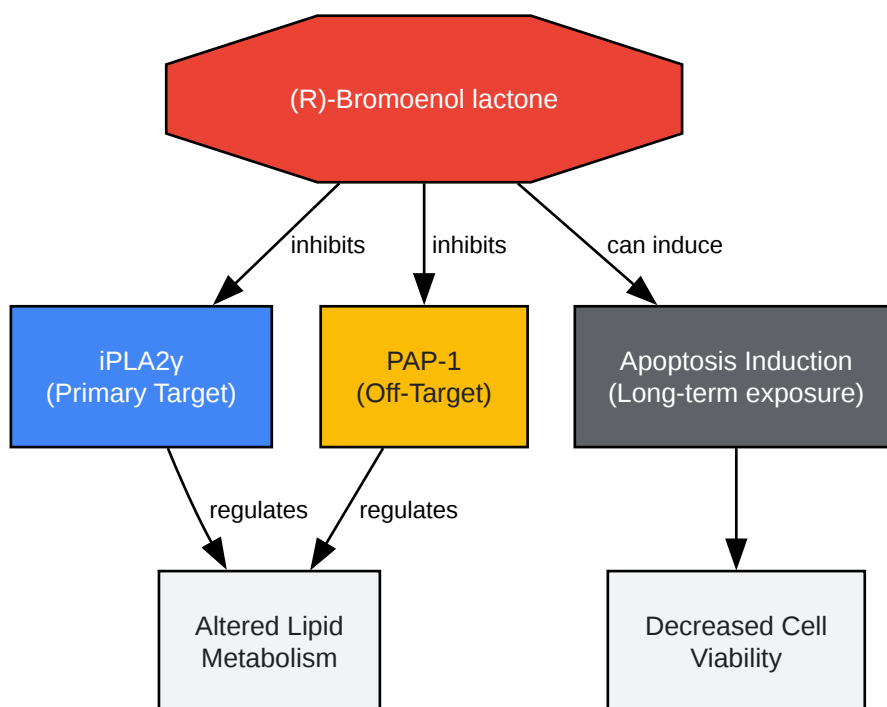 (R)-Bromoenol lactone
inhibits
inhibits
can induce
iPLA2γ
(Primary Target)
PAP-1
(Off-Target)
Apoptosis Induction
(Long-term exposure)
regulates
regulates
Altered Lipid
Metabolism
Decreased Cell
Viability